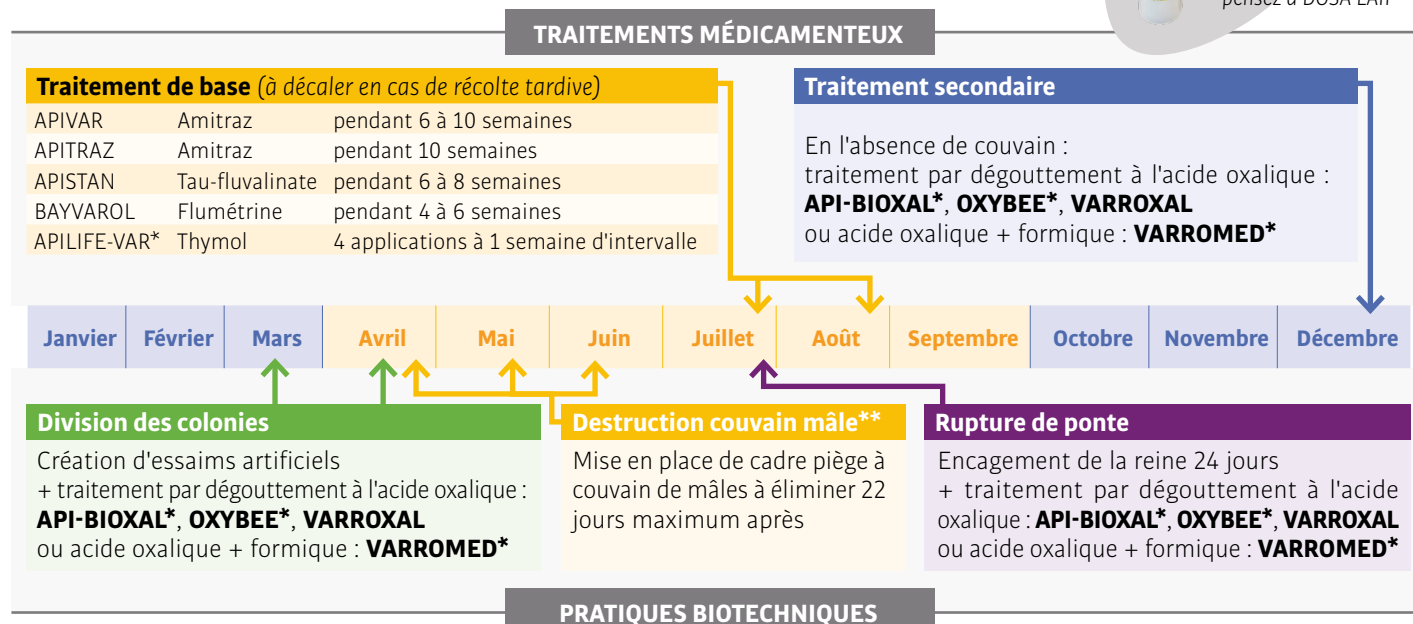 pensez à DOSA LAIT
TRAITEMENTS MÉDICAMENTEUX
Traitement de base (à décaler en cas de récolte tardive)
APIVAR Amitraz pendant 6 à 10 semaines
APITRAZ Amitraz pendant 10 semaines
APISTAN Tau-fluvalinate pendant 6 à 8 semaines
BAYVAROL Flumétrine pendant 4 à 6 semaines
APILIFE-VAR* Thymol 4 applications à 1 semaine d'intervalle
Traitement secondaire
En l'absence de couvain :
traitement par dégouttement à l'acide oxalique :
API-BIOXAL*, OXYBEE*, VARROXAL
ou acide oxalique + formique : VARROMED*
Janvier Février Mars Avril Mai Juin Juillet Août Septembre Octobre Novembre Décembre
Division des colonies
Création d'essaims artificiels
+ traitement par dégouttement à l'acide oxalique :
API-BIOXAL*, OXYBEE*, VARROXAL
ou acide oxalique + formique : VARROMED*
Destruction couvain mâle**
Mise en place de cadre piège à
couvain de mâles à éliminer 22
jours maximum après
Rupture de ponte
Encagement de la reine 24 jours
+ traitement par dégouttement à l'acide
oxalique : API-BIOXAL*, OXYBEE*, VARROXAL
ou acide oxalique + formique : VARROMED*
PRATIQUES BIOTECHNIQUES